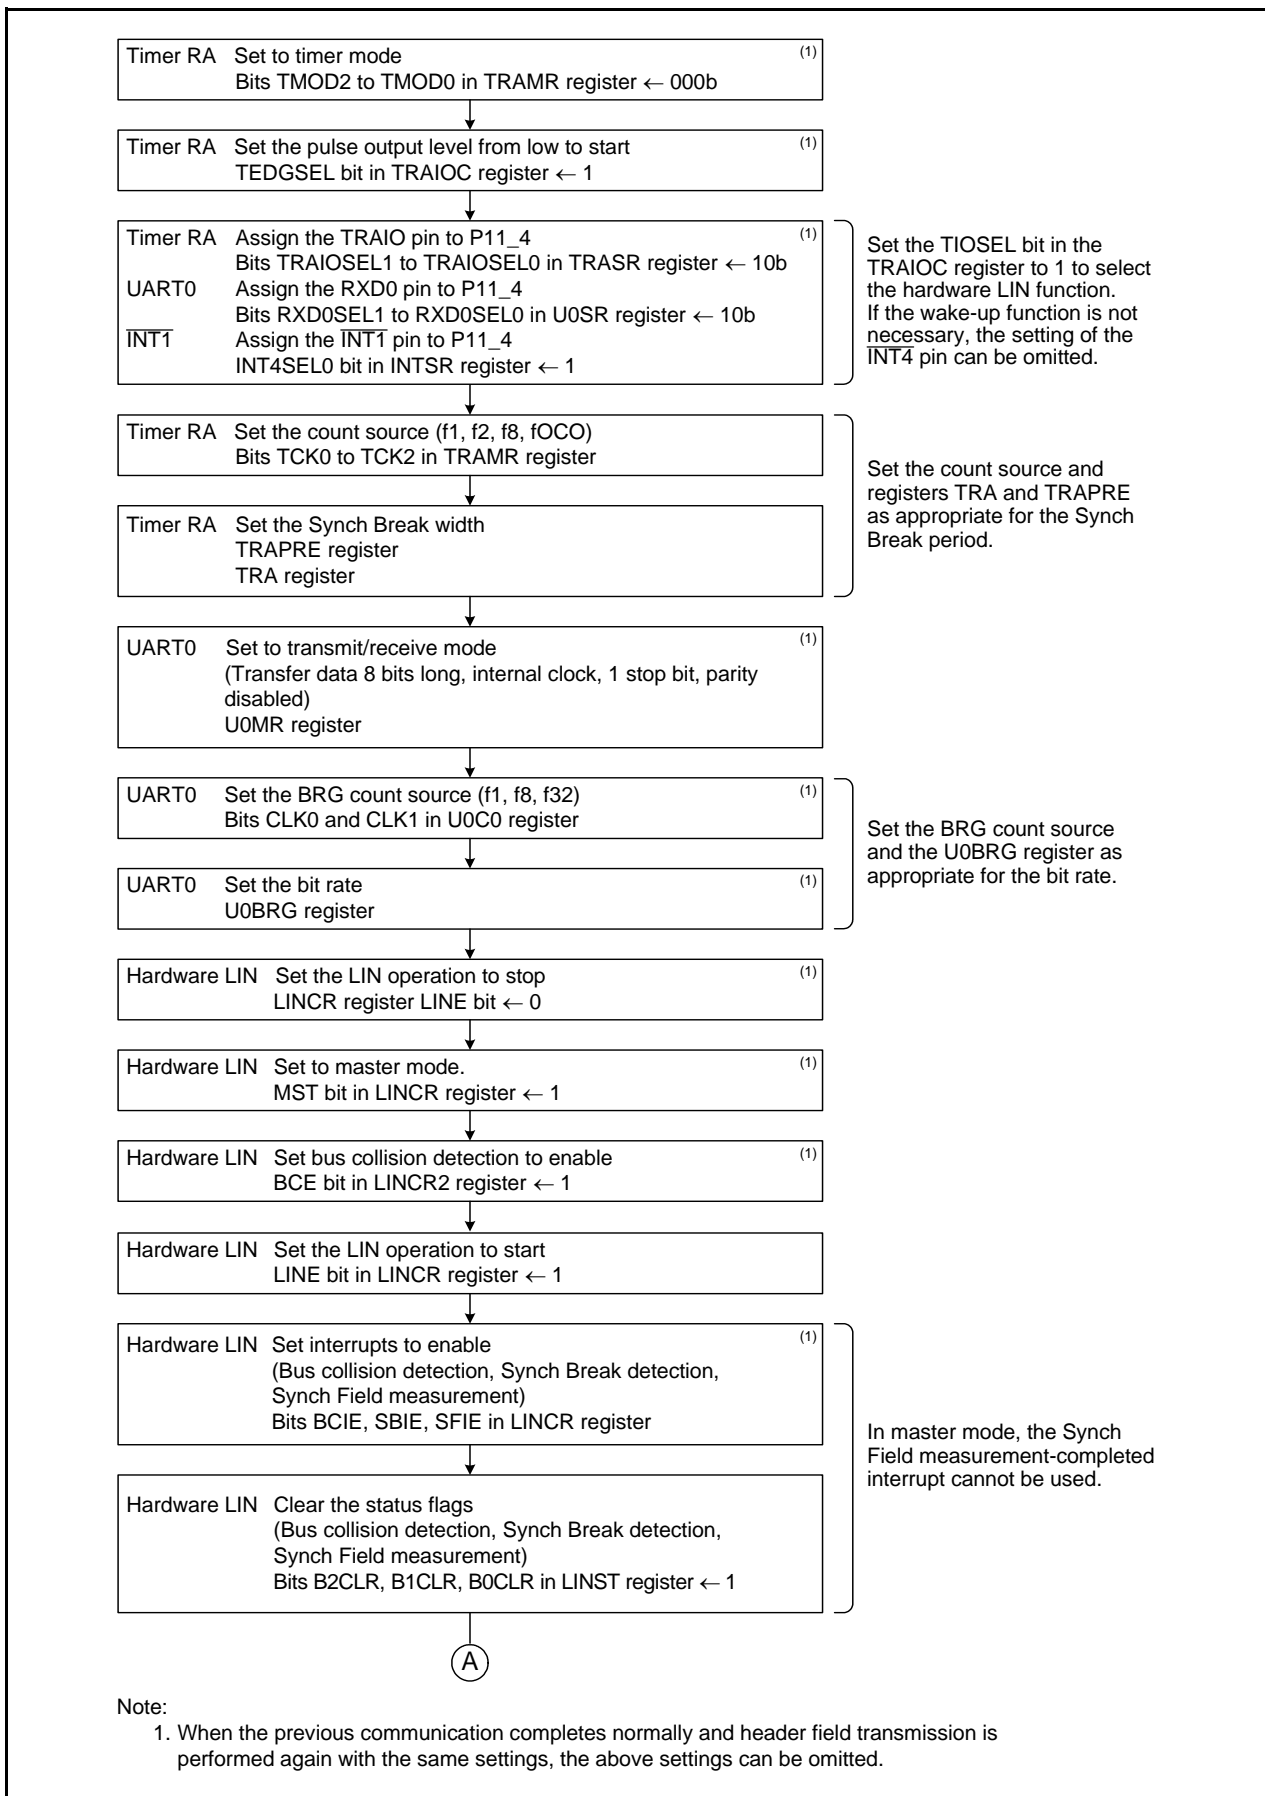 Timer RA Set to timer mode (1)
Bits TMOD2 to TMOD0 in TRAMR register ← 000b
Timer RA Set the pulse output level from low to start (1)
TEDGSEL bit in TRAIOC register ← 1
Timer RA Assign the TRAIO pin to P11_4 (1)
Bits TRAIOSEL1 to TRAIOSEL0 in TRASR register ← 10b
UART0 Assign the RXD0 pin to P11_4
Bits RXD0SEL1 to RXD0SEL0 in U0SR register ← 10b
INT1 Assign the INT1 pin to P11_4
INT4SEL0 bit in INTSR register ← 1
Set the TIOSEL bit in the
TRAIOC register to 1 to select
the hardware LIN function.
If the wake-up function is not
necessary, the setting of the
INT4 pin can be omitted.
Timer RA Set the count source (f1, f2, f8, fOCO)
Bits TCK0 to TCK2 in TRAMR register
Timer RA Set the Synch Break width
TRAPRE register
TRA register
Set the count source and
registers TRA and TRAPRE
as appropriate for the Synch
Break period.
UART0 Set to transmit/receive mode (1)
(Transfer data 8 bits long, internal clock, 1 stop bit, parity
disabled)
U0MR register
UART0 Set the BRG count source (f1, f8, f32) (1)
Bits CLK0 and CLK1 in U0C0 register
UART0 Set the bit rate (1)
U0BRG register
Set the BRG count source
and the U0BRG register as
appropriate for the bit rate.
Hardware LIN Set the LIN operation to stop (1)
LINCR register LINE bit ← 0
Hardware LIN Set to master mode. (1)
MST bit in LINCR register ← 1
Hardware LIN Set bus collision detection to enable (1)
BCE bit in LINCR2 register ← 1
Hardware LIN Set the LIN operation to start
LINE bit in LINCR register ← 1
Hardware LIN Set interrupts to enable (1)
(Bus collision detection, Synch Break detection,
Synch Field measurement)
Bits BCIE, SBIE, SFIE in LINCR register
Hardware LIN Clear the status flags
(Bus collision detection, Synch Break detection,
Synch Field measurement)
Bits B2CLR, B1CLR, B0CLR in LINST register ← 1
In master mode, the Synch
Field measurement-completed
interrupt cannot be used.
A
Note:
1. When the previous communication completes normally and header field transmission is
performed again with the same settings, the above settings can be omitted.